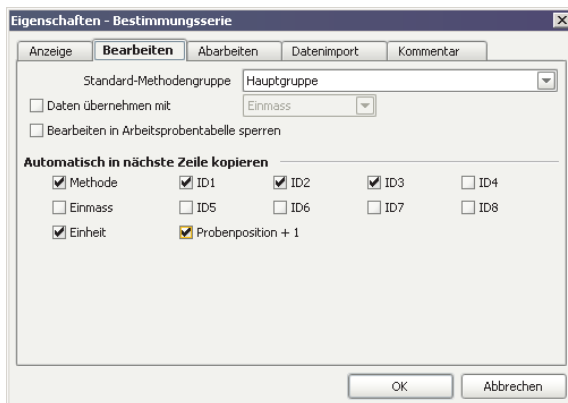 Eigenschaften - Bestimmungsserie
Anzeige Bearbeiten Abarbeiten Datenimport Kommentar
Standard-Methodengruppe Hauptgruppe
Daten übernehmen mit Einmass
Bearbeiten in Arbeitsprobentabelle sperren
Automatisch in nächste Zeile kopieren
Methode ID1 ID2 ID3 ID4
Einmass ID5 ID6 ID7 ID8
Einheit Probenposition + 1
OK Abbrechen